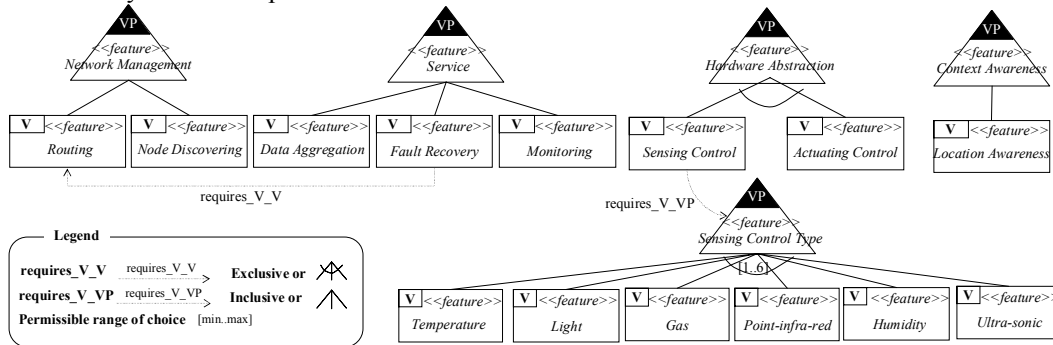 VP
<<feature>>
Network Management
VP
<<feature>>
Service
VP
<<feature>>
Hardware Abstraction
VP
<<feature>>
Context Awareness
V <<feature>>
Routing
V <<feature>>
Node Discovering
V <<feature>>
Data Aggregation
V <<feature>>
Fault Recovery
V <<feature>>
Monitoring
V <<feature>>
Sensing Control
V <<feature>>
Actuating Control
V <<feature>>
Location Awareness
requires_V_V
requires_V_VP
VP
<<feature>>
Sensing Control Type
[1..6]
Legend
requires_V_V requires_V_V Exclusive or
requires_V_VP requires_V_VP Inclusive or
Permissible range of choice [min..max]
V <<feature>>
Temperature
V <<feature>>
Light
V <<feature>>
Gas
V <<feature>>
Point-infra-red
V <<feature>>
Humidity
V <<feature>>
Ultra-sonic